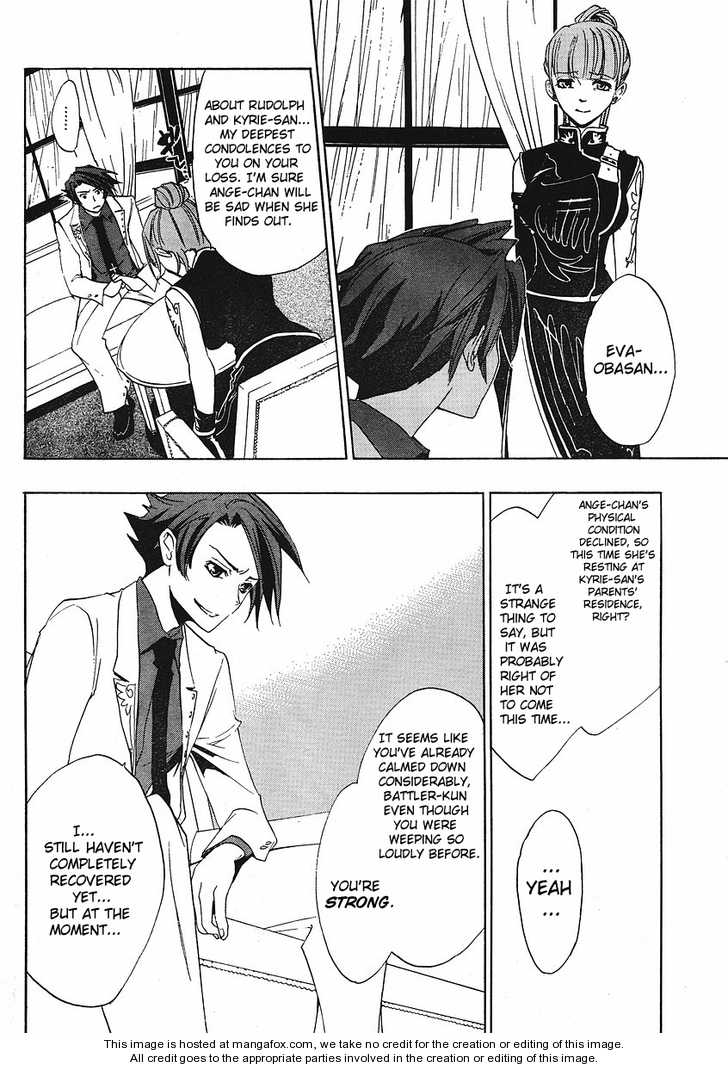 EVA-
OBASAN...
ABOUT RUDOLPH
AND KYRIE-SAN...
MY DEEPEST
CONDOLENCES TO
YOU ON YOUR
LOSS. I'M SURE
ANGE-CHAN WILL
BE SAD WHEN SHE
FINDS OUT.
......
ANGE-CHAN'S
PHYSICAL
CONDITION
DECLINED, SO
THIS TIME SHE'S
RESTING AT
KYRIE-SAN'S
PARENTS'
RESIDENCE,
RIGHT?
IT'S A
STRANGE
THING TO
SAY, BUT
IT WAS
PROBABLY
RIGHT OF
HER NOT
TO COME
THIS TIME...
...
YEAH
...
IT SEEMS LIKE
YOU'VE ALREADY
CALMED DOWN
CONSIDERABLY,
BATTLER-KUN
EVEN THOUGH
YOU WERE
WEEPING SO
LOUDLY BEFORE.
YOU'RE
STRONG.
I...
STILL HAVEN'T
COMPLETELY
RECOVERED
YET...
BUT AT THE
MOMENT...
This image is hosted at mangafox.com, we take no credit for the creation or editing of this image.
All credit goes to the appropriate parties involved in the creation or editing of this image.